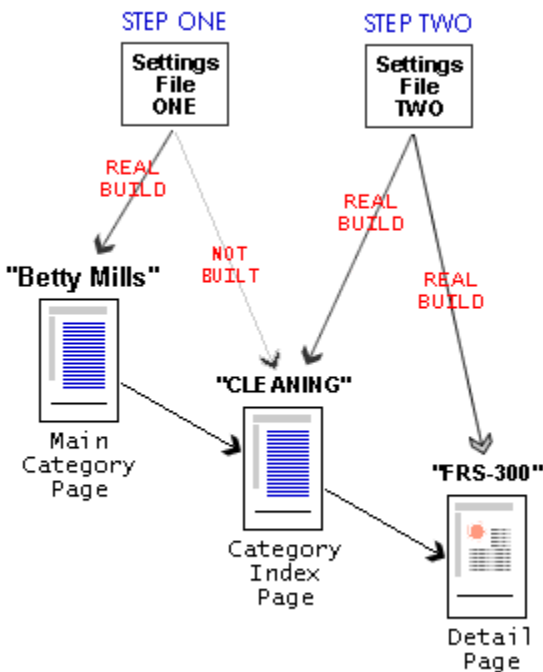 STEP ONE
STEP TWO
Settings
File
ONE
Settings
File
TWO
REAL
BUILD
REAL
BUILD
NOT
BUILT
REAL
BUILD
"Betty Mills"
"CLEANING"
"FRS-300"
Main
Category
Page
Category
Index
Page
Detail
Page